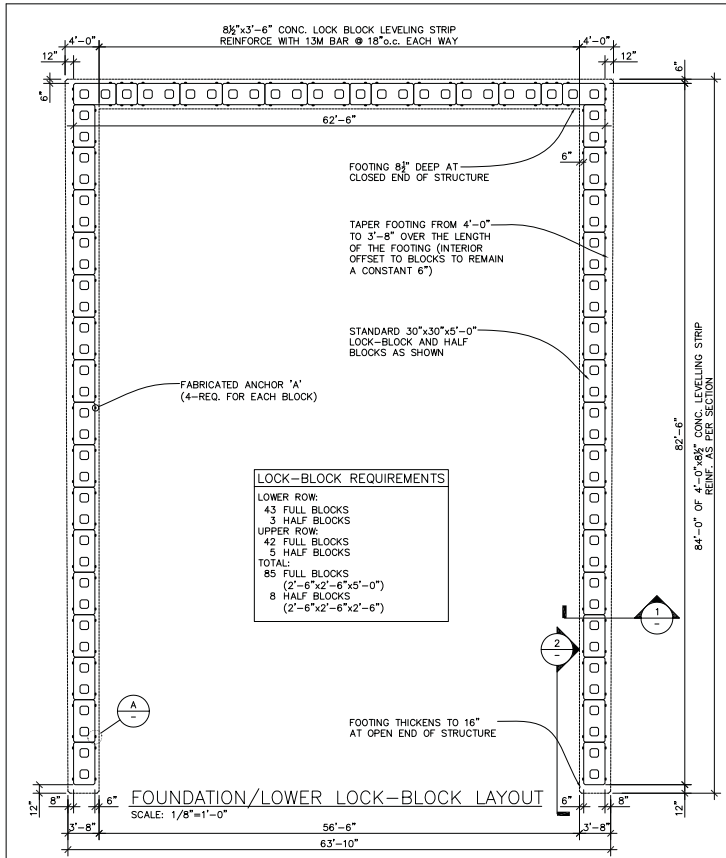 8½"x3'-6" CONC. LOCK BLOCK LEVELING STRIP
REINFORCE WITH 13M BAR @ 18"o.c. EACH WAY
4'-0"
4'-0"
12"
12"
6"
6"
62'-6"
FOOTING 8½" DEEP AT
CLOSED END OF STRUCTURE
6"
TAPER FOOTING FROM 4'-0"
TO 3'-8" OVER THE LENGTH
OF THE FOOTING (INTERIOR
OFFSET TO BLOCKS TO REMAIN
A CONSTANT 6")
STANDARD 30"x30"x5'-0"
LOCK-BLOCK AND HALF
BLOCKS AS SHOWN
FABRICATED ANCHOR 'A'
(4-REQ. FOR EACH BLOCK)
82'-6"
84'-0" OF 4'-0"x8½" CONC. LEVELLING STRIP
REINF. AS PER SECTION
LOCK-BLOCK REQUIREMENTS
LOWER ROW:
43 FULL BLOCKS
3 HALF BLOCKS
UPPER ROW:
42 FULL BLOCKS
5 HALF BLOCKS
TOTAL:
85 FULL BLOCKS
(2'-6"x2'-6"x5'-0")
8 HALF BLOCKS
(2'-6"x2'-6"x2'-6")
1
-
2
-
A
-
FOOTING THICKENS TO 16"
AT OPEN END OF STRUCTURE
12"
8"
6"
FOUNDATION/LOWER LOCK-BLOCK LAYOUT
SCALE: 1/8"=1'-0"
6"
8"
12"
3'-8"
56'-6"
3'-8"
63'-10"